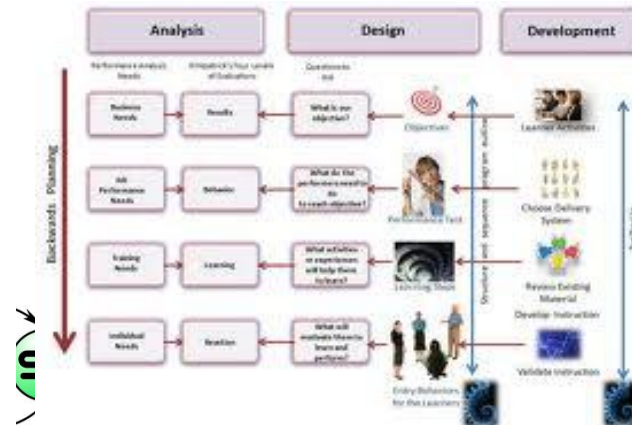 Analysis
Design
Development
Performance Analysis
Needs
Kirkpatrick's Four Levels
of Evaluation
Questions
Business
Needs
Results
What is our
objective?
Objectives
Learner Activities
Job
Performance
Needs
Behavior
What do the
performers need to
do
to reach objective?
Performance Test
Choose Delivery
System
Training
Needs
Learning
What activities
or experiences
will help them
to learn?
Learning Steps
Review Existing
Material
Develop Instruction
Individual
Needs
Reaction
What will
motivate them to
learn and
perform?
Entry Behaviors
for the Learners
Validate Instruction
Backwards Planning
Structure and sequence program outline